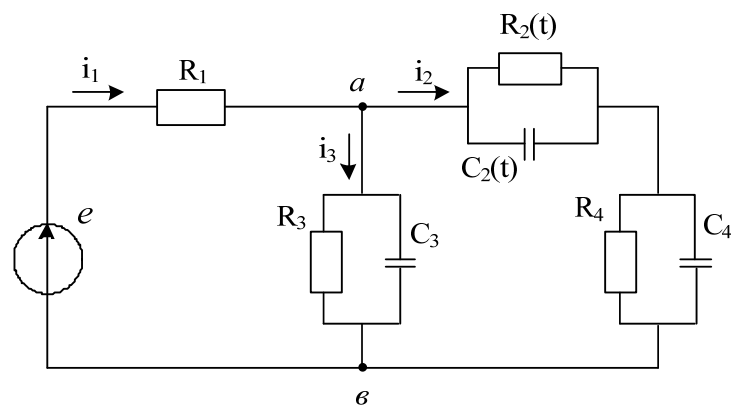 R₂(t)
i₁
R₁
a
i₂
i₃
C₂(t)
e
R₃
C₃
R₄
C₄
в